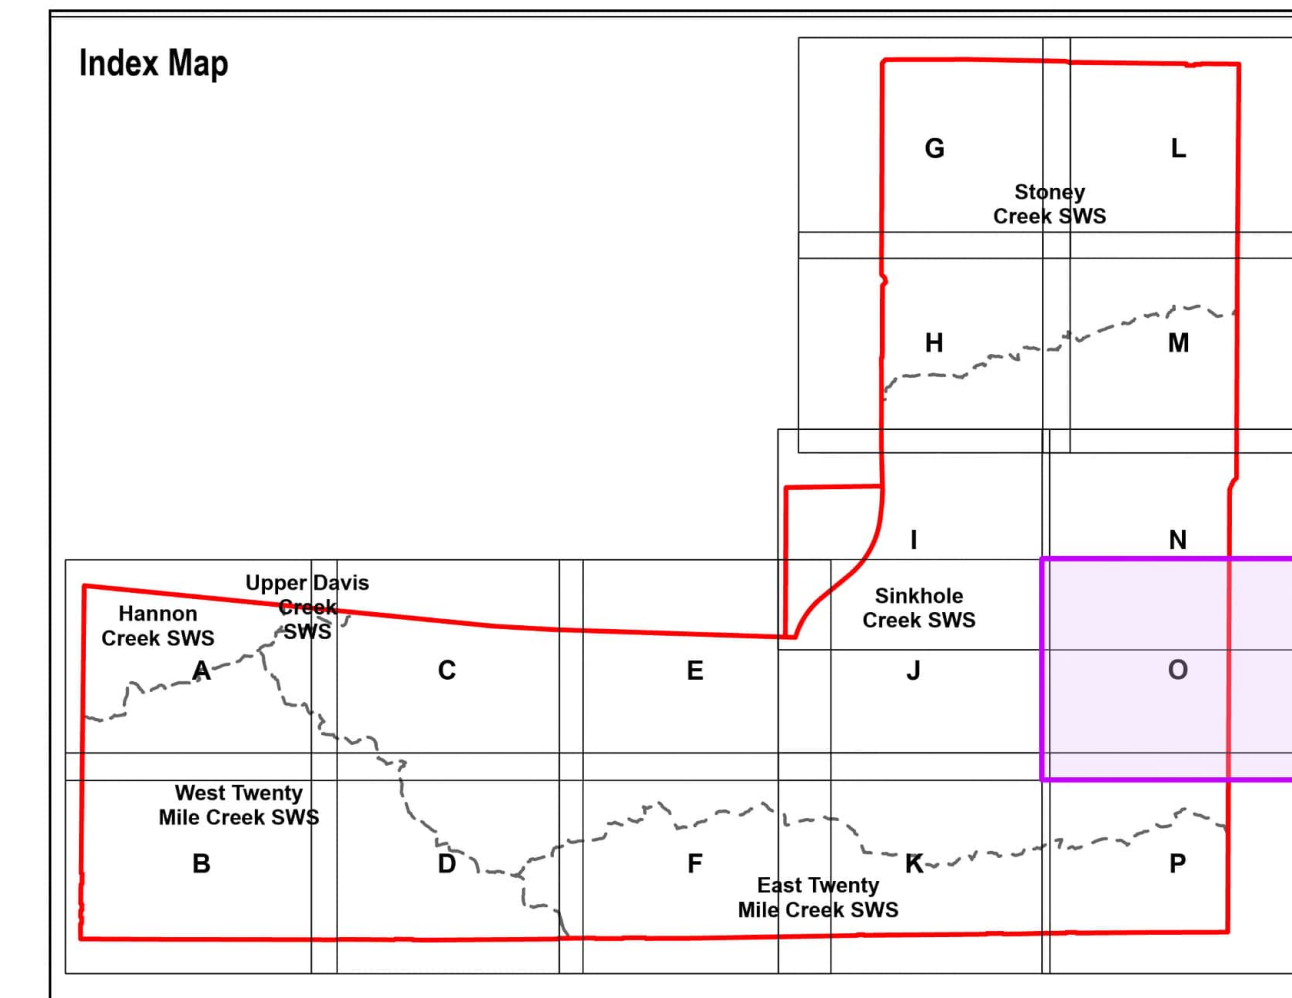 Index Map
G
L
Stoney
Creek SWS
H
M
I
N
Upper Davis
Creek
SWS
Hannon
Creek SWS
Sinkhole
Creek SWS
A
C
E
J
O
West Twenty
Mile Creek SWS
B
D
F
K
P
East Twenty
Mile Creek SWS